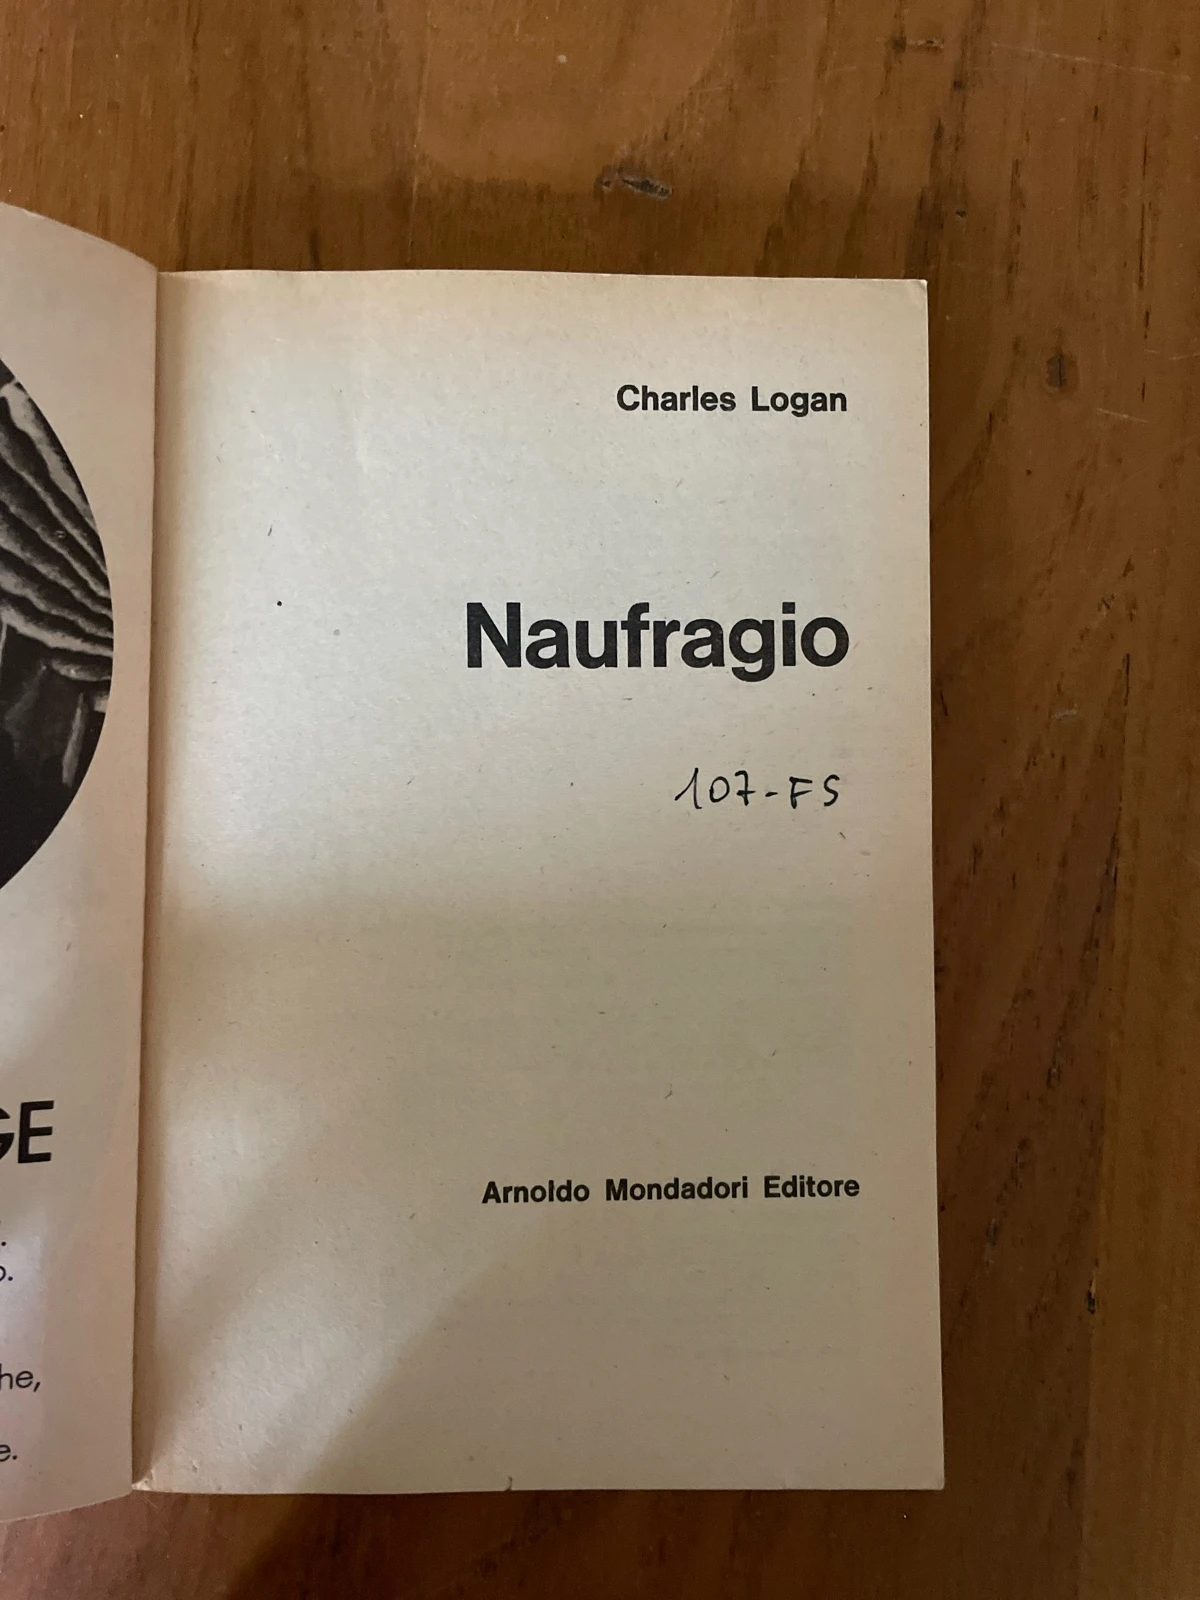 Charles Logan
Naufragio
107-FS
Arnoldo Mondadori Editore
GE
.
o.
he,
e.